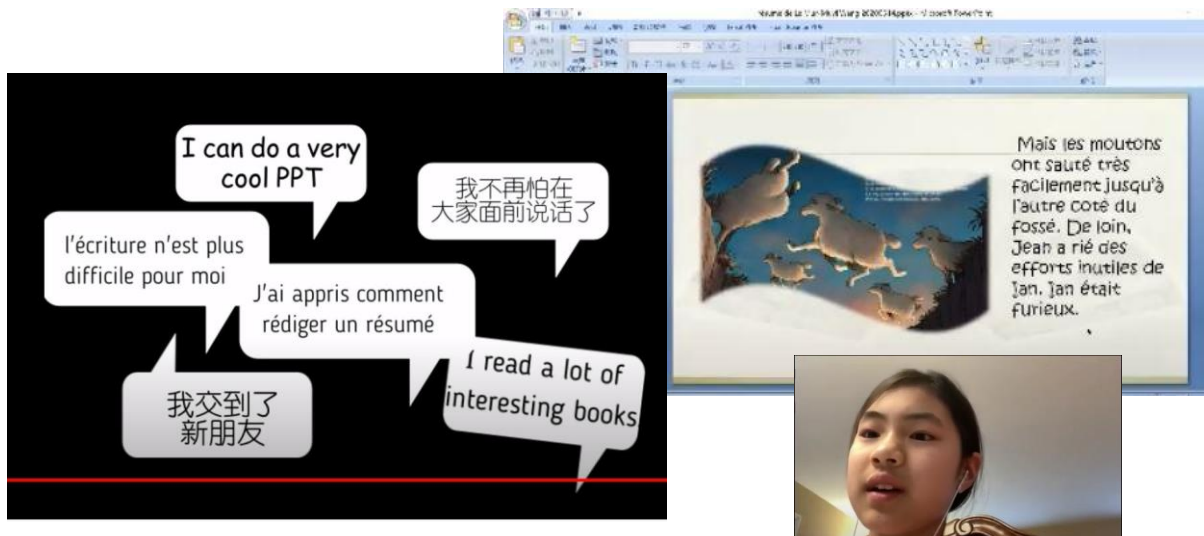 I can do a very
cool PPT
我不再怕在
大家面前说话了
l'écriture n'est plus
difficile pour moi
J'ai appris comment
rédiger un résumé
I read a lot of
interesting books
我交到了
新朋友
Mais les moutons
ont sauté très
facilement jusqu'à
l'autre coté du
fossé. De loin,
Jean a rié des
efforts inutiles de
Jan. Jan était
furieux.